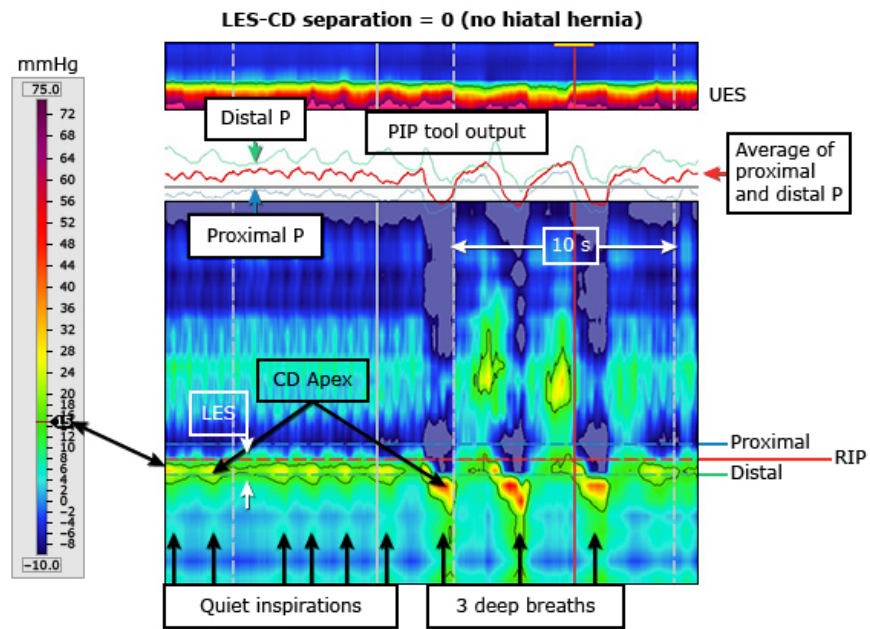 LES-CD separation = 0 (no hiatal hernia)
mmHg
75.0
72
68
64
60
56
52
48
44
40
36
32
28
24
20
18
16
15
14
12
10
8
6
4
2
0
−2
−4
−6
−8
−10.0
UES
Distal P
PIP tool output
Average of
proximal
and distal P
Proximal P
10 s
CD Apex
LES
Proximal
RIP
Distal
Quiet inspirations
3 deep breaths